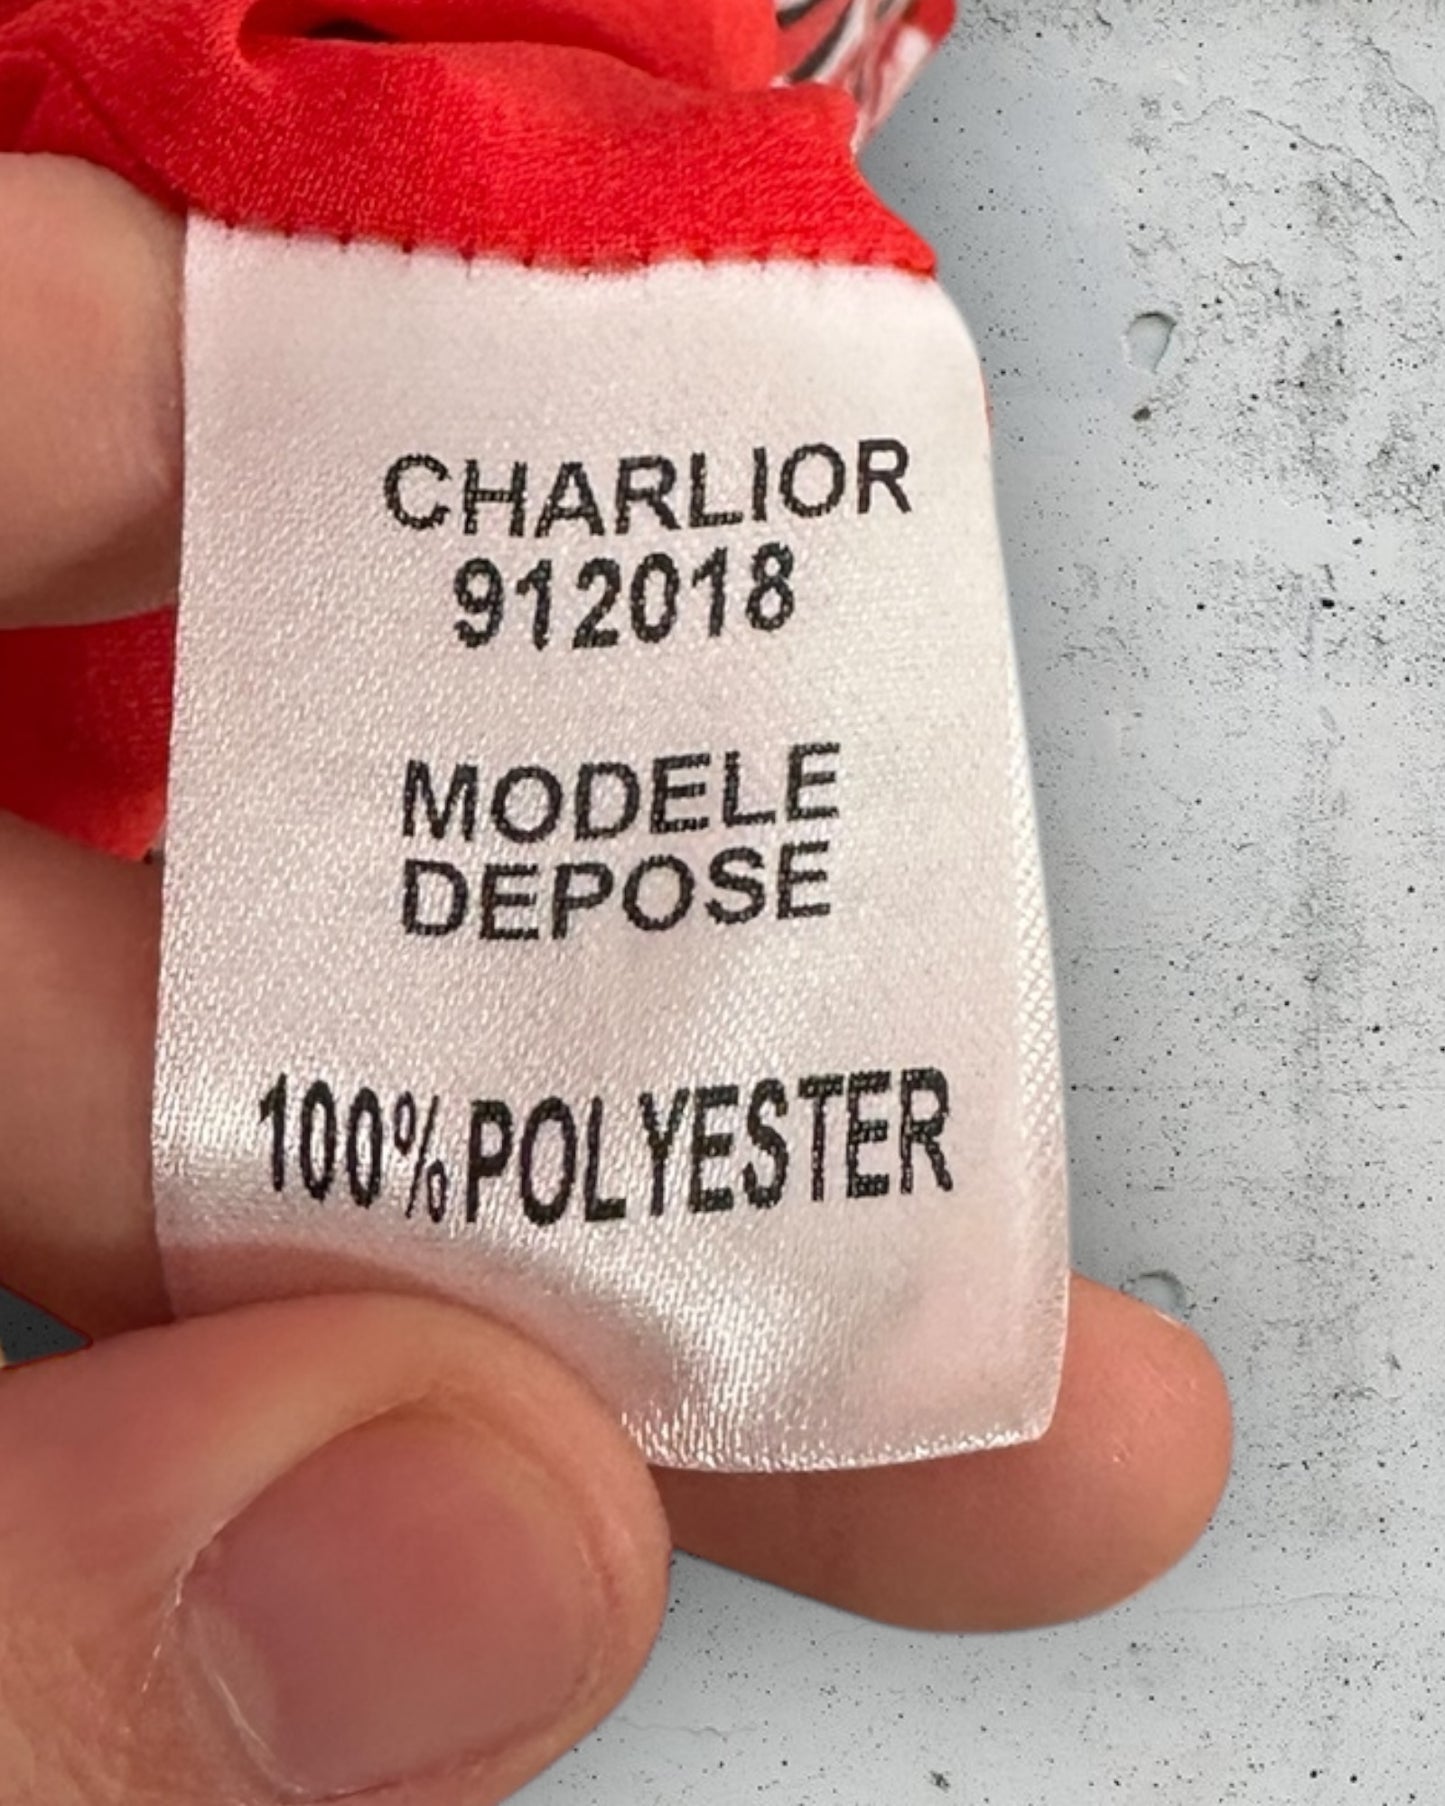 CHARLIOR
912018
MODELE
DEPOSE
100% POLYESTER